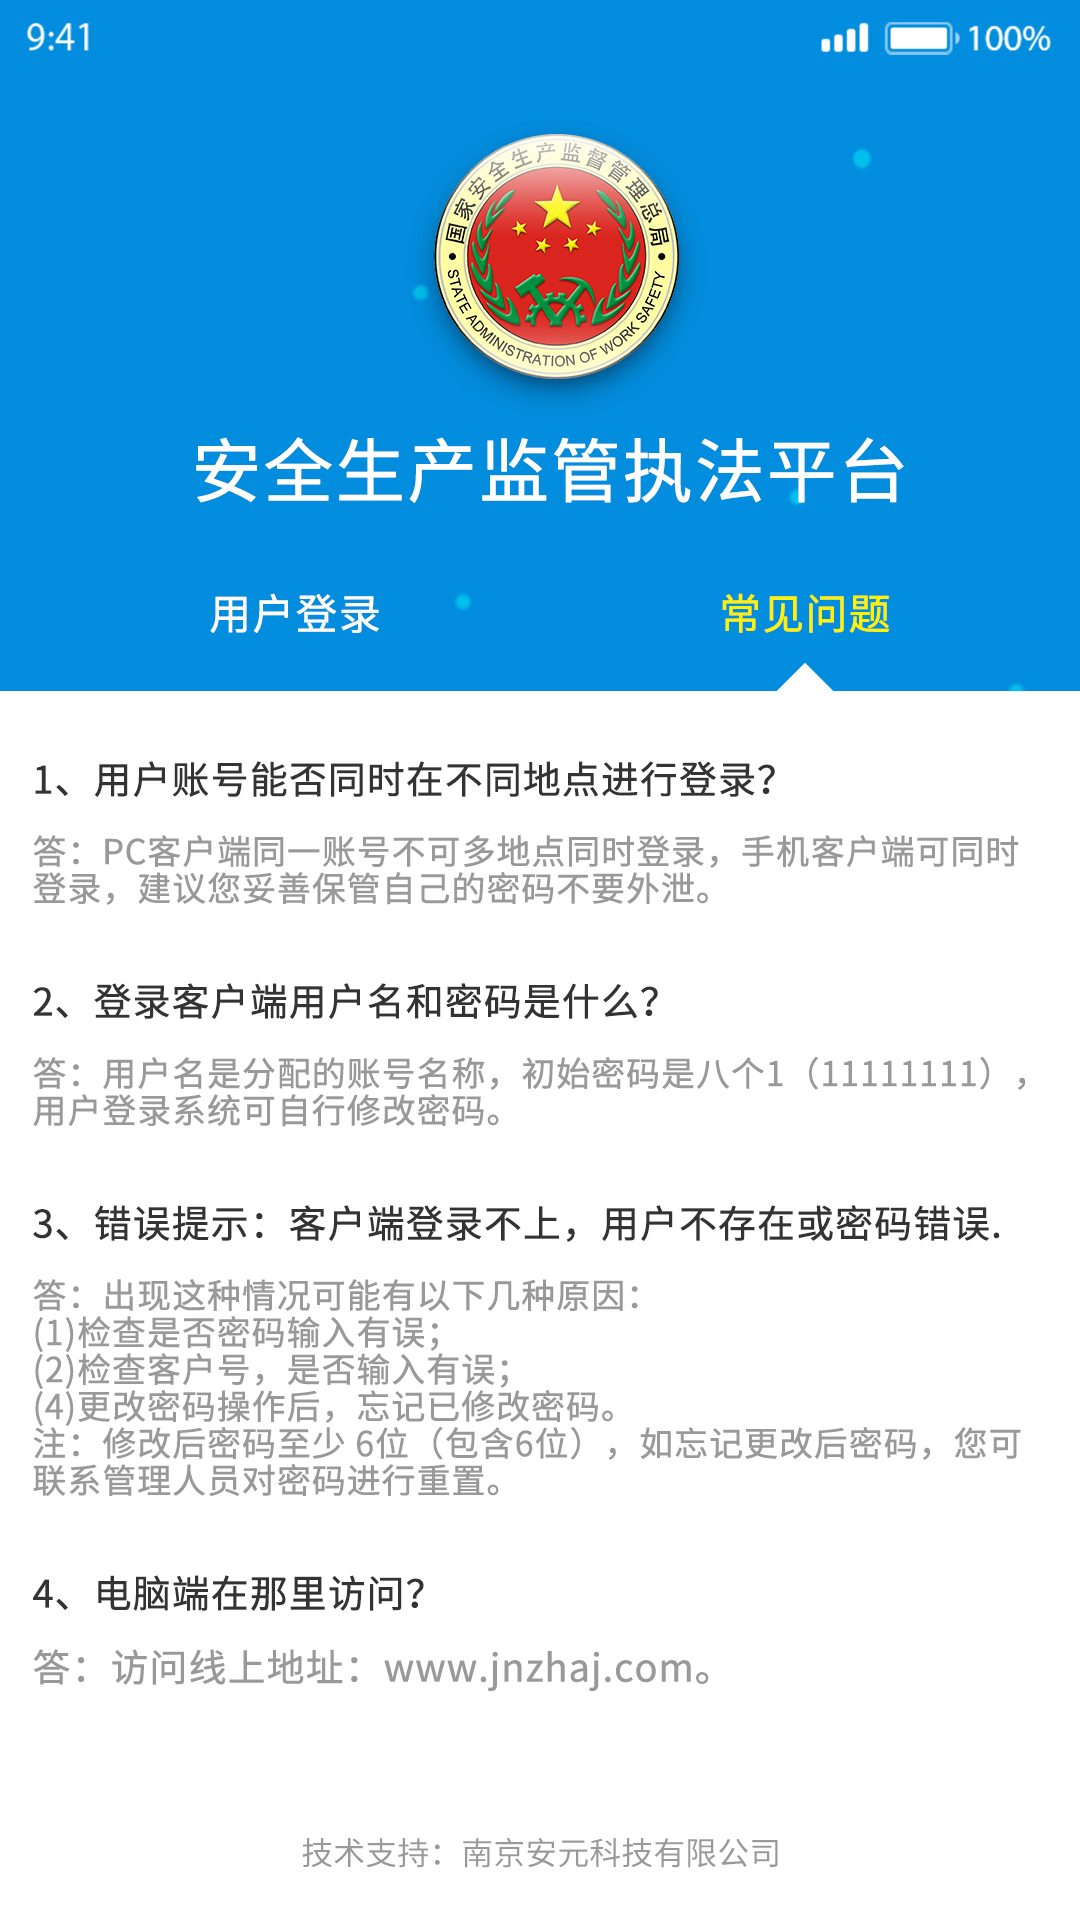 9:41
100%
国家安全生产监督管理总局
STATE ADMINISTRATION OF WORK SAFETY
安全生产监管执法平台
用户登录
常见问题
1、用户账号能否同时在不同地点进行登录？
答：PC客户端同一账号不可多地点同时登录，手机客户端可同时
登录，建议您妥善保管自己的密码不要外泄。
2、登录客户端用户名和密码是什么？
答：用户名是分配的账号名称，初始密码是八个1（11111111），
用户登录系统可自行修改密码。
3、错误提示：客户端登录不上，用户不存在或密码错误.
答：出现这种情况可能有以下几种原因：
(1)检查是否密码输入有误；
(2)检查客户号，是否输入有误；
(4)更改密码操作后，忘记已修改密码。
注：修改后密码至少 6位（包含6位），如忘记更改后密码，您可
联系管理人员对密码进行重置。
4、电脑端在那里访问？
答：访问线上地址：www.jnzhaj.com。
技术支持：南京安元科技有限公司